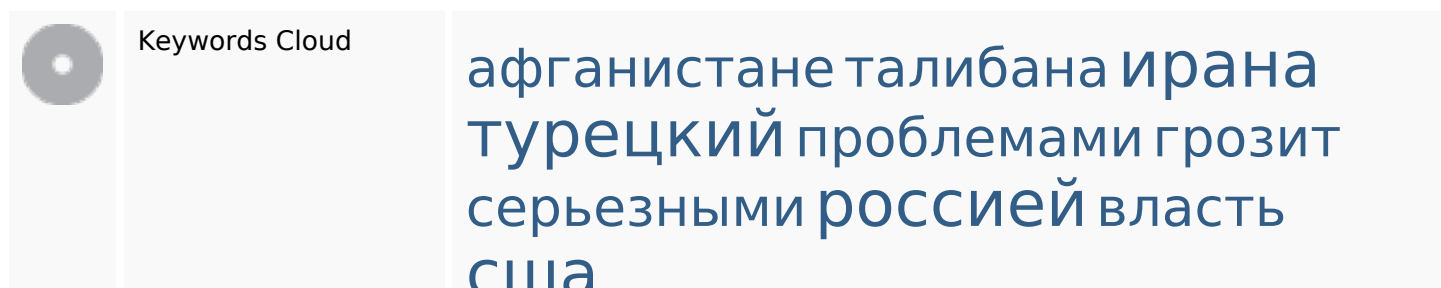 Keywords Cloud
афганистане талибана ирана
турецкий проблемами грозит
серьезными россией власть
сша